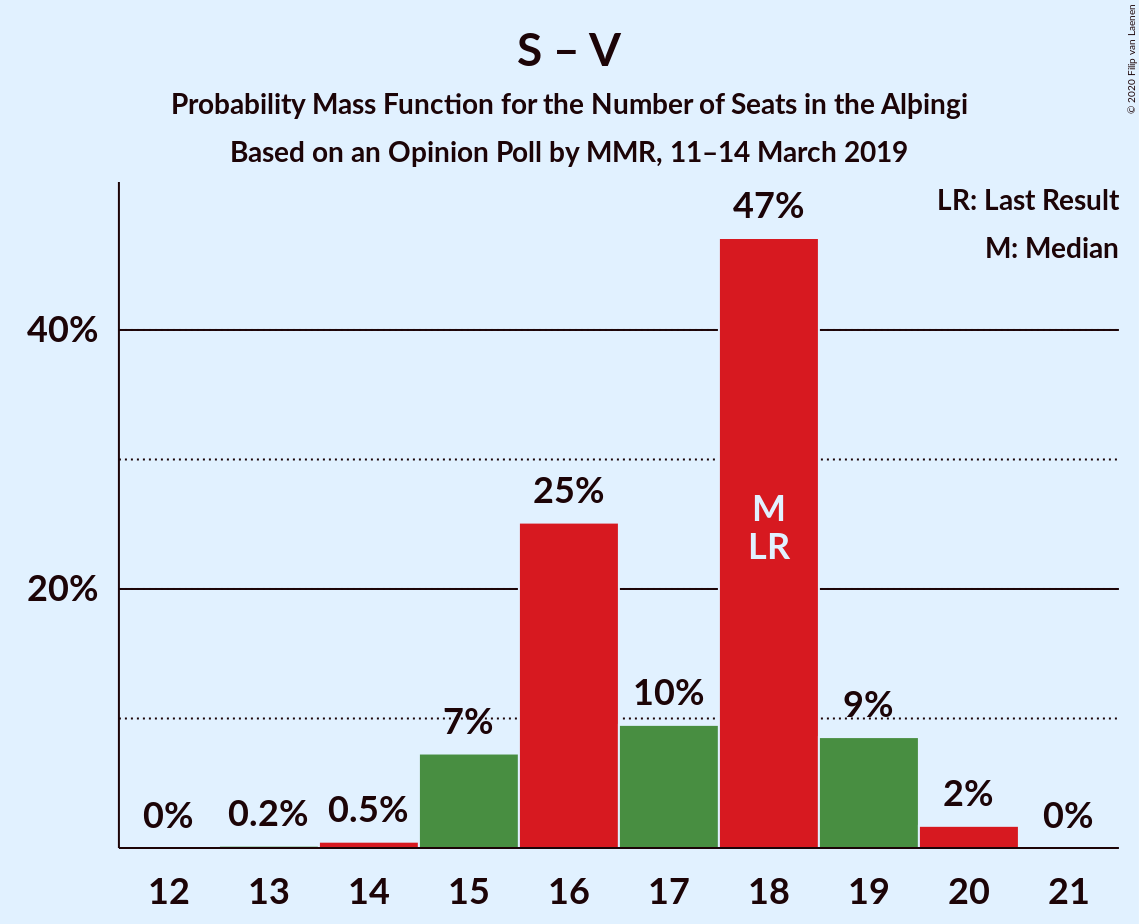 S – V
Probability Mass Function for the Number of Seats in the Alþingi
Based on an Opinion Poll by MMR, 11–14 March 2019
© 2020 Filip van Laenen
LR: Last Result
M: Median
47%
40%
25%
M
LR
20%
10%
9%
7%
2%
0.5%
0.2%
0%
0%
12 13 14 15 16 17 18 19 20 21